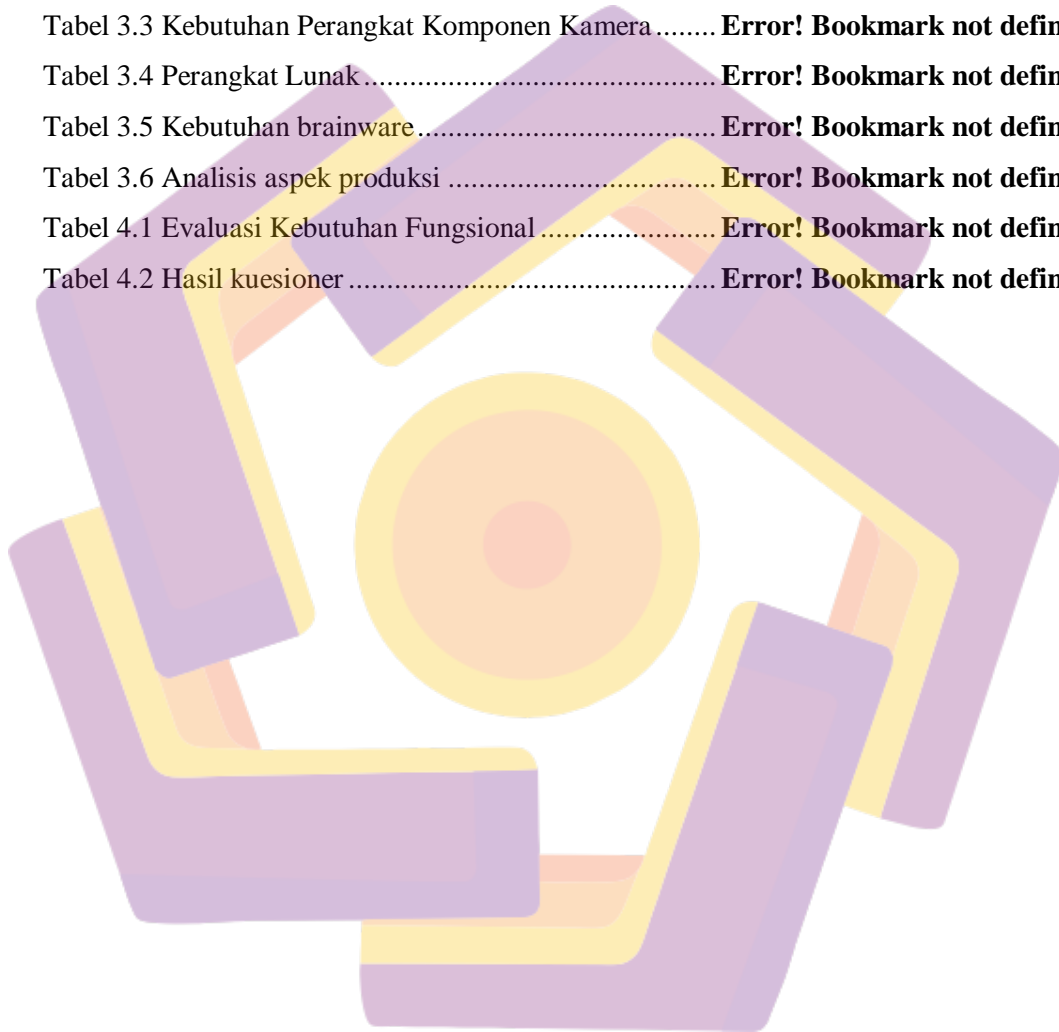 Tabel 3.3 Kebutuhan Perangkat Komponen Kamera........ Error! Bookmark not defin
Tabel 3.4 Perangkat Lunak.................................................. Error! Bookmark not defin
Tabel 3.5 Kebutuhan brainware.......................................... Error! Bookmark not defin
Tabel 3.6 Analisis aspek produksi ..................................... Error! Bookmark not defin
Tabel 4.1 Evaluasi Kebutuhan Fungsional ........................ Error! Bookmark not defin
Tabel 4.2 Hasil kuesioner ................................................... Error! Bookmark not defin